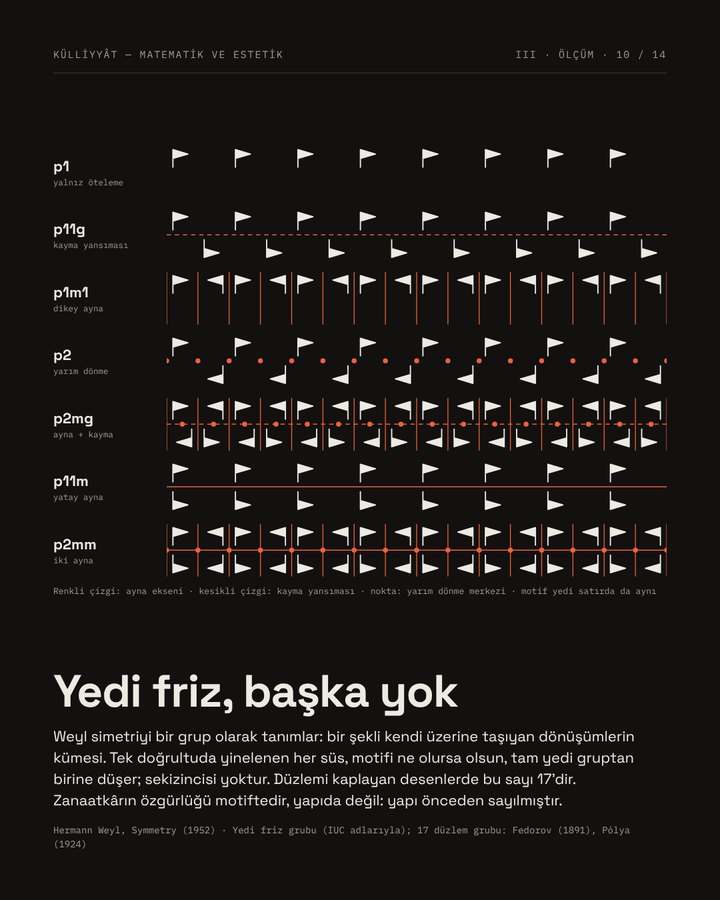 KÜLLİYYÂT — MATEMATİK VE ESTETİK
III · ÖLÇÜM · 10 / 14
p1
yalnız öteleme
p11g
kayma yansıması
p1m1
dikey ayna
p2
yarım dönme
p2mg
ayna + kayma
p11m
yatay ayna
p2mm
iki ayna
Renkli çizgi: ayna ekseni · kesikli çizgi: kayma yansıması · nokta: yarım dönme merkezi · motif yedi satırda da aynı
Yedi friz, başka yok
Weyl simetriyi bir grup olarak tanımlar: bir şekli kendi üzerine taşıyan dönüşümlerin
kümesi. Tek doğrultuda yinelenen her süs, motifi ne olursa olsun, tam yedi gruptan
birine düşer; sekizincisi yoktur. Düzlemi kaplayan desenlerde bu sayı 17’dir.
Zanaatkârın özgürlüğü motiftedir, yapıda değil: yapı önceden sayılmıştır.
Hermann Weyl, Symmetry (1952) · Yedi friz grubu (IUC adlarıyla); 17 düzlem grubu: Fedorov (1891), Pólya
(1924)